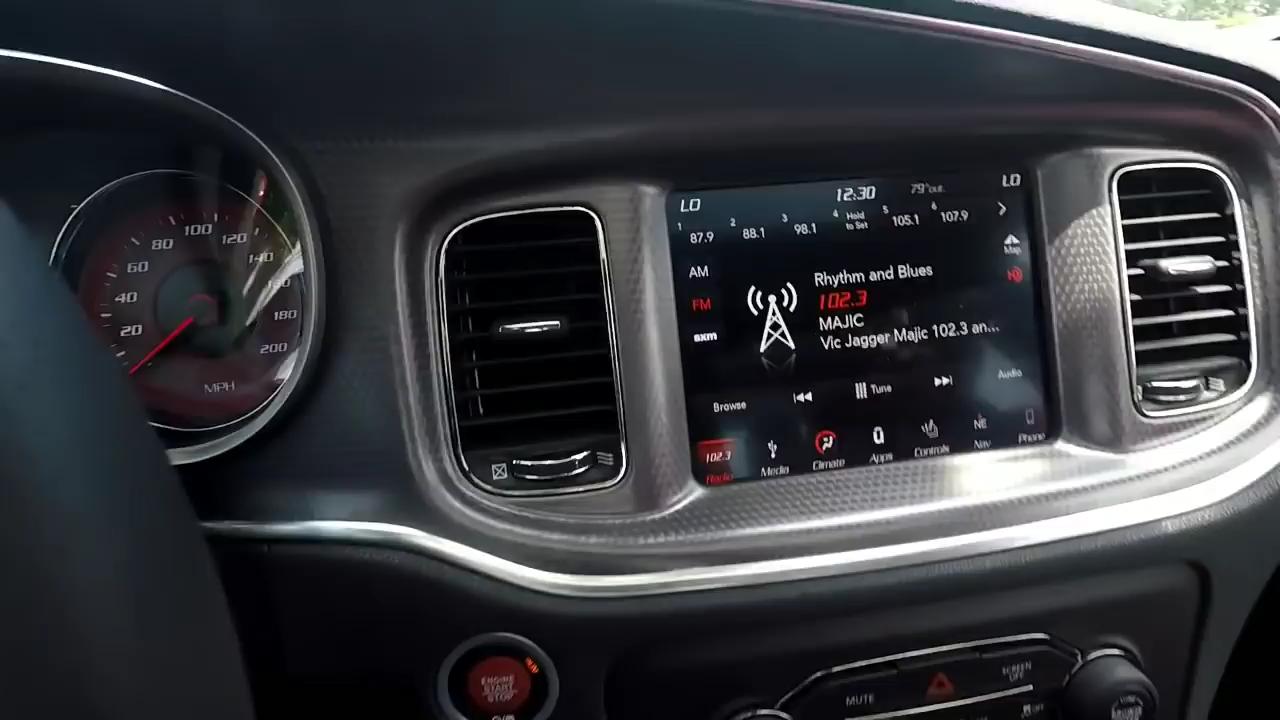 80 100 120
60 140
40
20 180
200
MPH
LO 12:30 79°out. LO
1 87.9 2 88.1 3 98.1 4 Hold to Set 5 105.1 6 107.9
AM
FM
sxm
Rhythm and Blues
102.3
MAJIC
Vic Jagger Majic 102.3 an...
Map
Browse Tune Audio
102.3 NE
Radio Media Climate Apps Controls Nav Phone
ENGINE
START
STOP
RUN
MUTE
SCREEN
OFF
OFF